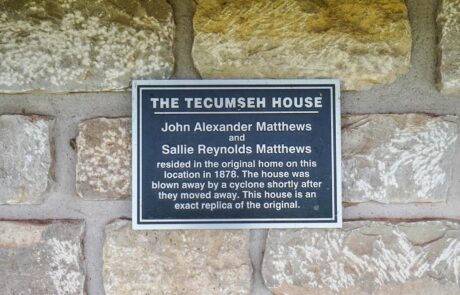 THE TECUMSEH HOUSE
John Alexander Matthews
and
Sallie Reynolds Matthews
resided in the original home on this
location in 1878. The house was
blown away by a cyclone shortly after
they moved away. This house is an
exact replica of the original.